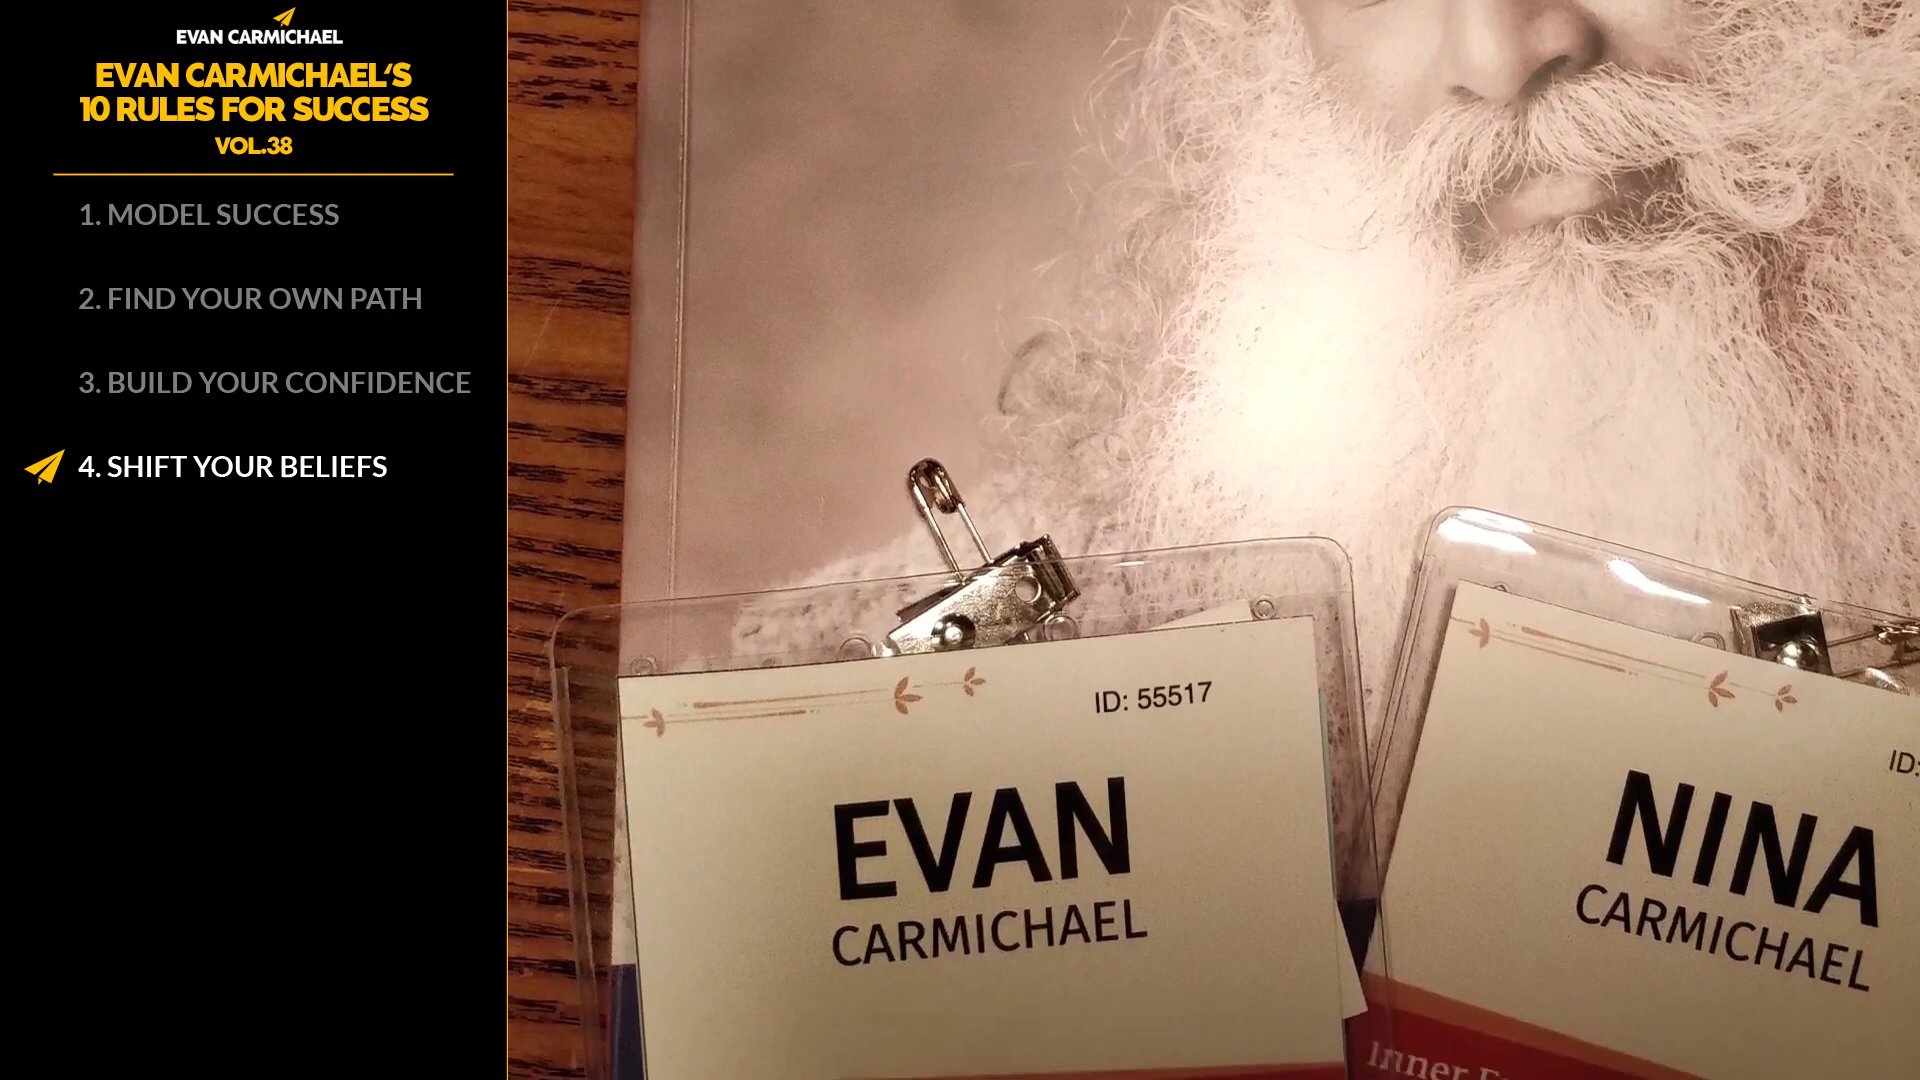 EVAN CARMICHAEL
EVAN CARMICHAEL'S
10 RULES FOR SUCCESS
VOL.38
1. MODEL SUCCESS
2. FIND YOUR OWN PATH
3. BUILD YOUR CONFIDENCE
4. SHIFT YOUR BELIEFS
ID: 55517
EVAN
CARMICHAEL
ID:
NINA
CARMICHAEL
Inner